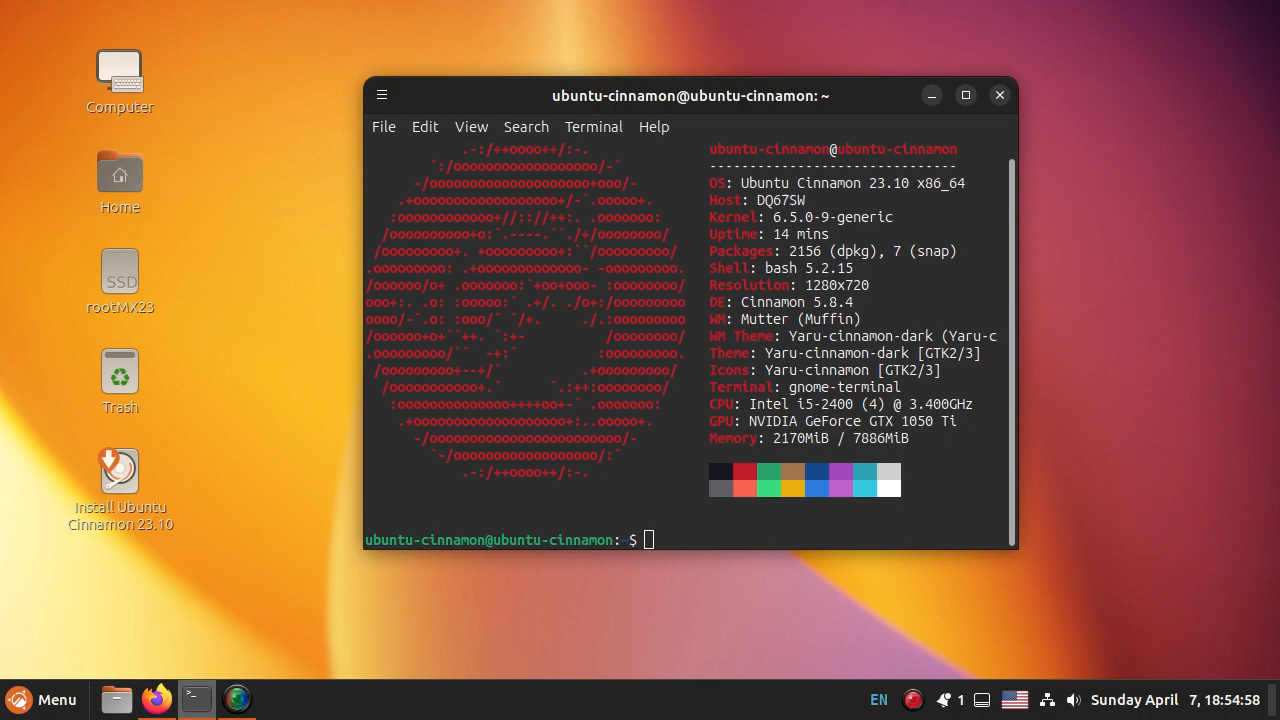 Computer
Home
SSD
rootMX23
Trash
Install Ubuntu
Cinnamon 23.10
ubuntu-cinnamon@ubuntu-cinnamon: ~
File Edit View Search Terminal Help
ubuntu-cinnamon@ubuntu-cinnamon
-------------------------------
OS: Ubuntu Cinnamon 23.10 x86_64
Host: DQ67SW
Kernel: 6.5.0-9-generic
Uptime: 14 mins
Packages: 2156 (dpkg), 7 (snap)
Shell: bash 5.2.15
Resolution: 1280x720
DE: Cinnamon 5.8.4
WM: Mutter (Muffin)
WM Theme: Yaru-cinnamon-dark (Yaru-c
Theme: Yaru-cinnamon-dark [GTK2/3]
Icons: Yaru-cinnamon [GTK2/3]
Terminal: gnome-terminal
CPU: Intel i5-2400 (4) @ 3.400GHz
GPU: NVIDIA GeForce GTX 1050 Ti
Memory: 2170MiB / 7886MiB
ubuntu-cinnamon@ubuntu-cinnamon:~$
Menu
EN
1
Sunday April 7, 18:54:58